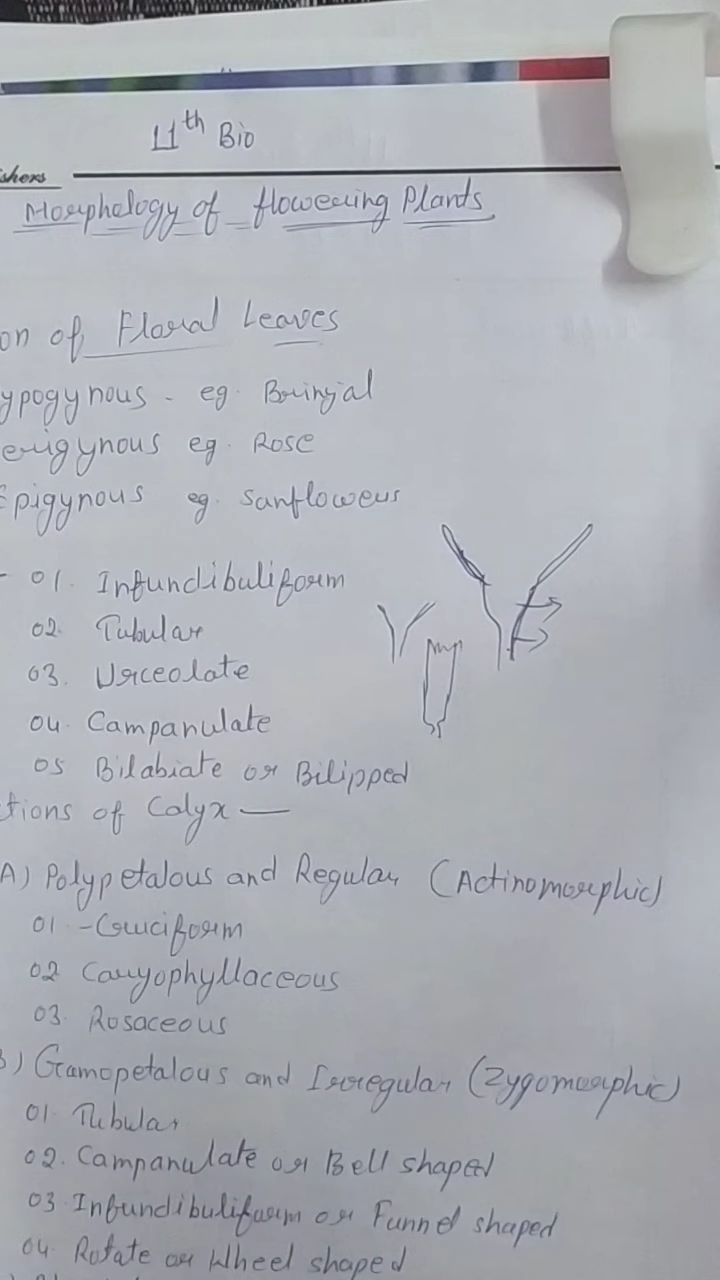 11th Bio
shers
Morphology of flowering Plants
on of Floral Leaves
ypogynous - eg. Brinjal
erigynous eg. Rose
Epigynous eg. Sanflower
01. Infundibuliform
02. Tubular
03. Urceolate
04. Campanulate
05 Bilabiate or Bilipped
tions of Calyx —
A) Polypetalous and Regular (Actinomorphic)
01 - Cruciform
02 Caryophyllaceous
03. Rosaceous
B) Gamopetalous and Irregular (Zygomorphic)
01. Tubular
02. Campanulate or Bell shaped
03 Infundibuliform or Funnel shaped
04. Rotate or Wheel shaped